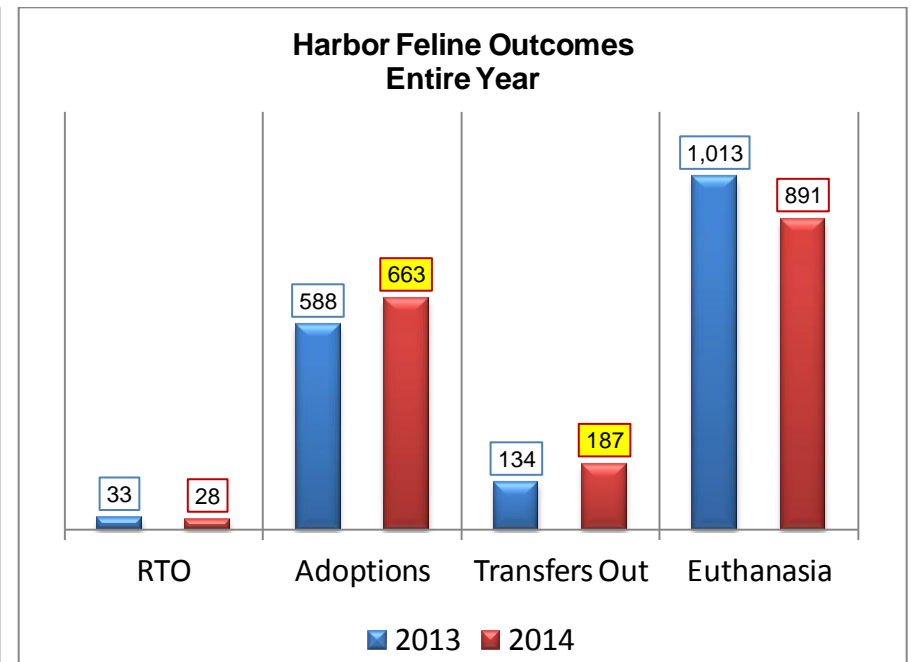 Harbor Feline Outcomes
Entire Year
33
28
588
663
134
187
1,013
891
RTO
Adoptions
Transfers Out
Euthanasia
2013
2014